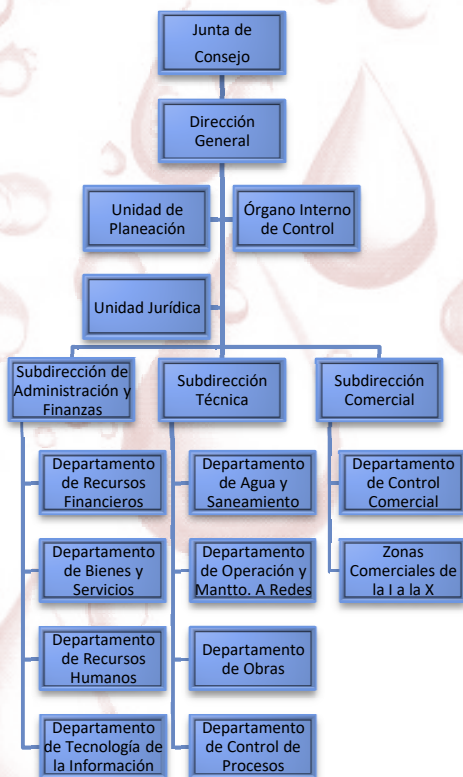 Junta de
Consejo
Dirección
General
Unidad de
Planeación
Órgano Interno
de Control
Unidad Jurídica
Subdirección de
Administración y
Finanzas
Subdirección
Técnica
Subdirección
Comercial
Departamento
de Recursos
Financieros
Departamento
de Agua y
Saneamiento
Departamento
de Control
Comercial
Departamento
de Bienes y
Servicios
Departamento
de Operación y
Mantto. A Redes
Zonas
Comerciales de
la I a la X
Departamento
de Recursos
Humanos
Departamento
de Obras
Departamento
de Tecnología de
la Información
Departamento
de Control de
Procesos